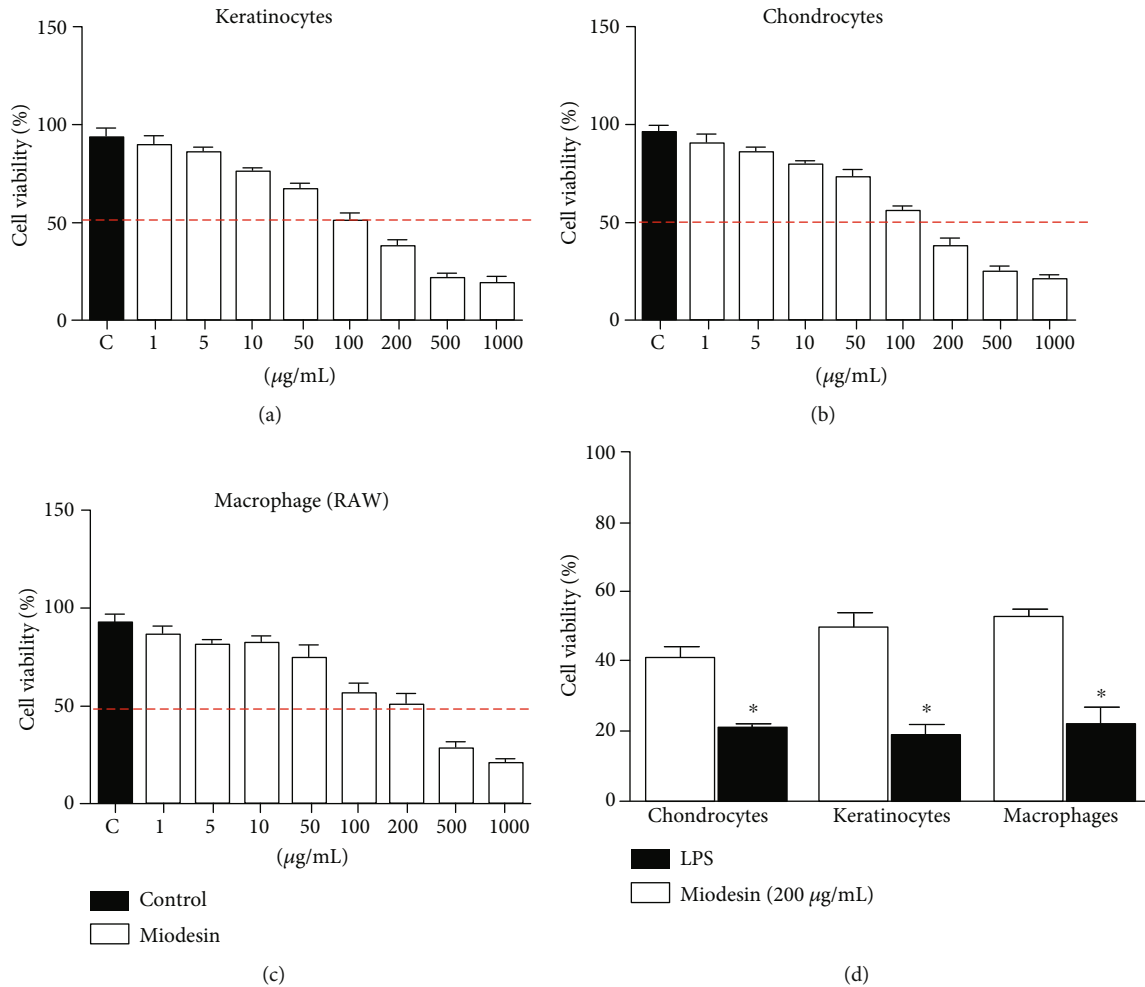 Keratinocytes
150
100
50
0
Cell viability (%)
C 1 5 10 50 100 200 500 1000
(μg/mL)
(a)
Chondrocytes
150
100
50
0
Cell viability (%)
C 1 5 10 50 100 200 500 1000
(μg/mL)
(b)
Macrophage (RAW)
150
100
50
0
Cell viability (%)
C 1 5 10 50 100 200 500 1000
(μg/mL)
Control
Miodesin
(c)
100
80
60
40
20
0
Cell viability (%)
* * *
Chondrocytes Keratinocytes Macrophages
LPS
Miodesin (200 μg/mL)
(d)